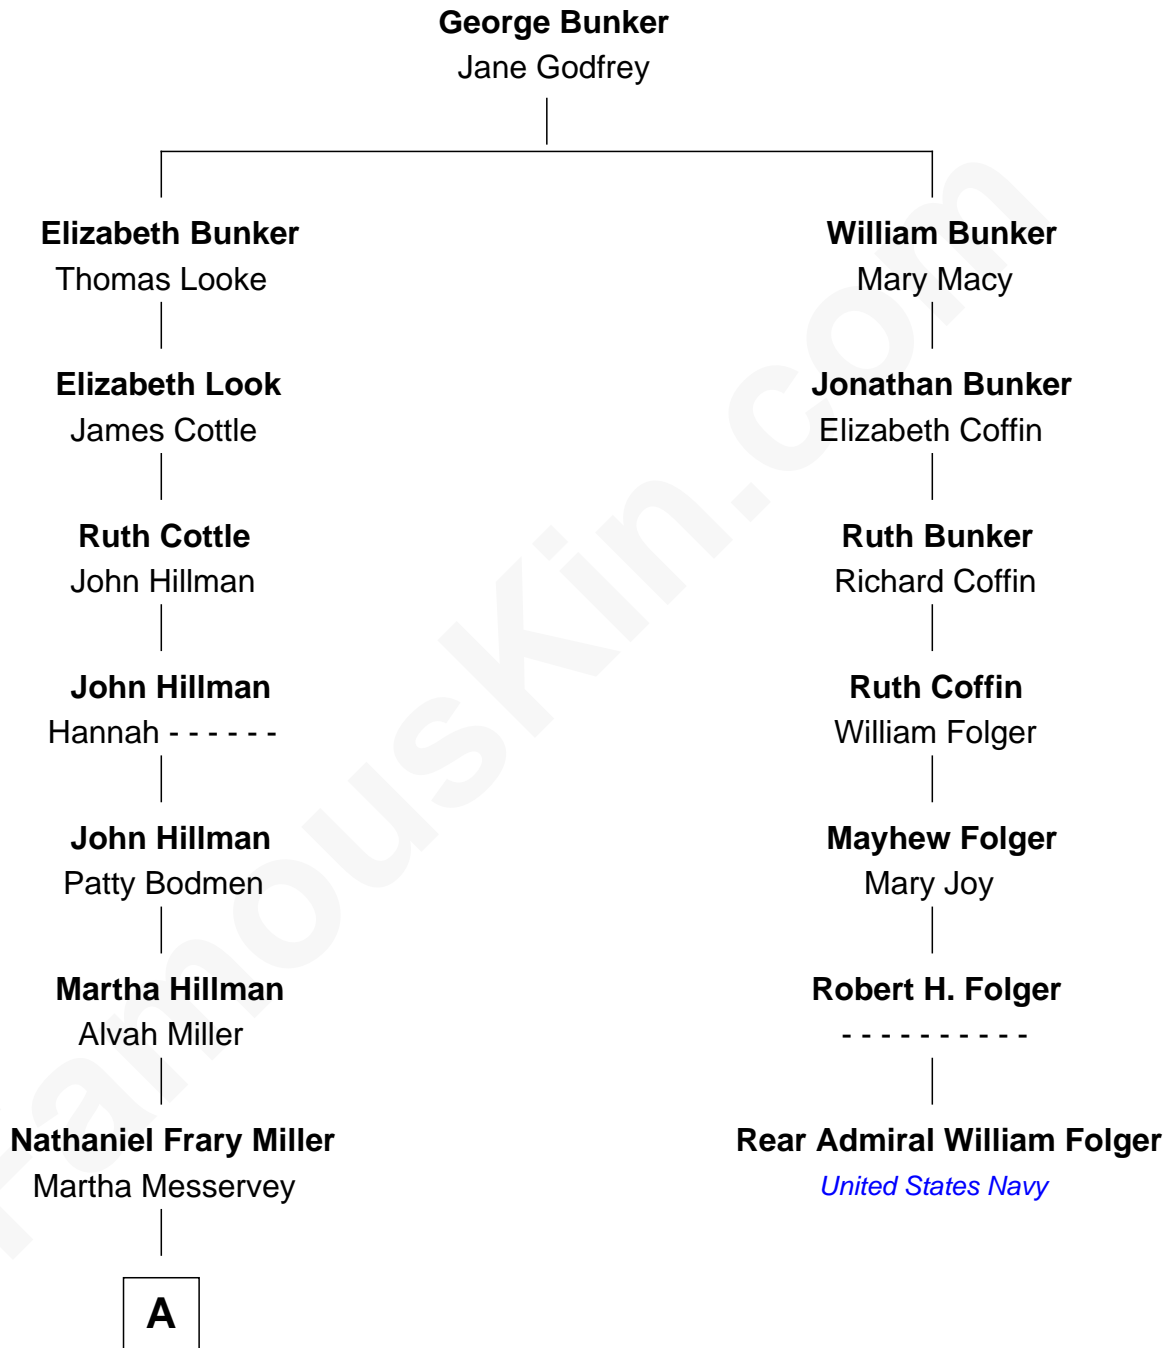 George Bunker
Jane Godfrey
Elizabeth Bunker
Thomas Looke
William Bunker
Mary Macy
Elizabeth Look
James Cottle
Jonathan Bunker
Elizabeth Coffin
Ruth Cottle
John Hillman
Ruth Bunker
Richard Coffin
John Hillman
Hannah - - - - - -
Ruth Coffin
William Folger
John Hillman
Patty Bodmen
Mayhew Folger
Mary Joy
Martha Hillman
Alvah Miller
Robert H. Folger
- - - - - - - - - -
Nathaniel Frary Miller
Martha Messervey
Rear Admiral William Folger
United States Navy
A
FamousKin.com